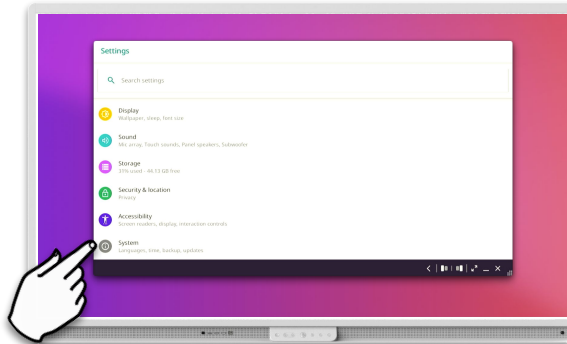 Settings
Search settings
Display
Wallpaper, sleep, font size
Sound
Mic array, Touch sounds, Panel speakers, Subwoofer
Storage
31% used - 44.13 GB free
Security & location
Privacy
Accessibility
Screen readers, display, interaction controls
System
Languages, time, backup, updates